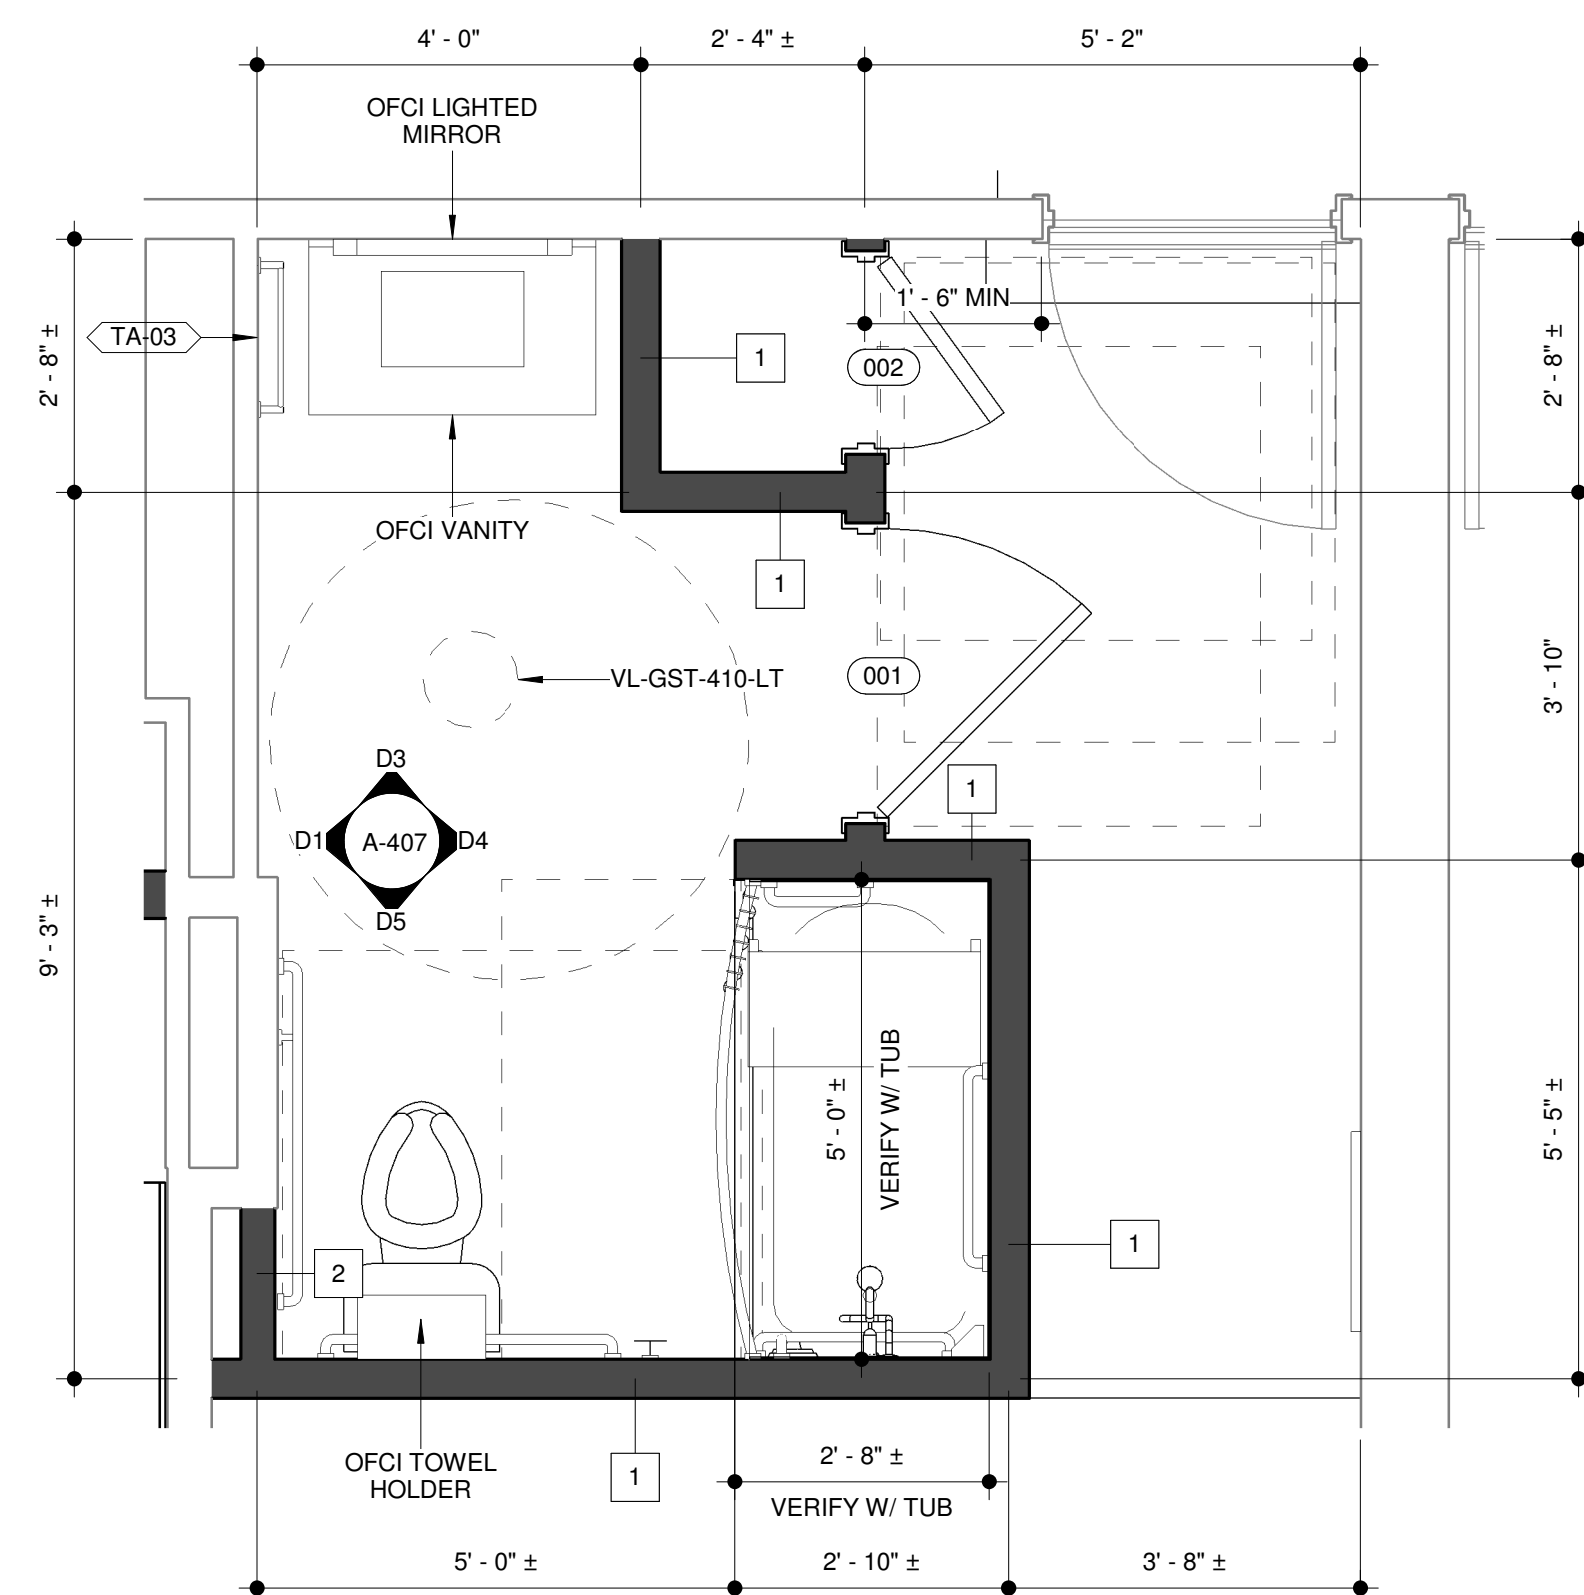 4' - 0"
2' - 4" ±
5' - 2"
OFCI LIGHTED
MIRROR
1' - 6" MIN
TA-03
2' - 8" ±
1
002
2' - 8" ±
OFCI VANITY
1
VL-GST-410-LT
001
3' - 10"
D3
D1
A-407
D4
D5
1
9' - 3" ±
5' - 0" ±
VERIFY W/ TUB
5' - 5" ±
1
2
OFCI TOWEL
HOLDER
1
2' - 8" ±
VERIFY W/ TUB
5' - 0" ±
2' - 10" ±
3' - 8" ±